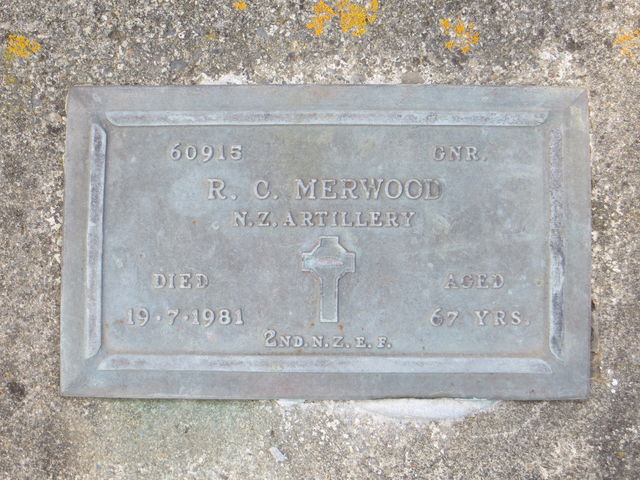 60915 GNR.
R. C. MERWOOD
N.Z. ARTILLERY
DIED AGED
19·7·1981 67 YRS.
2ND. N.Z.E.F.